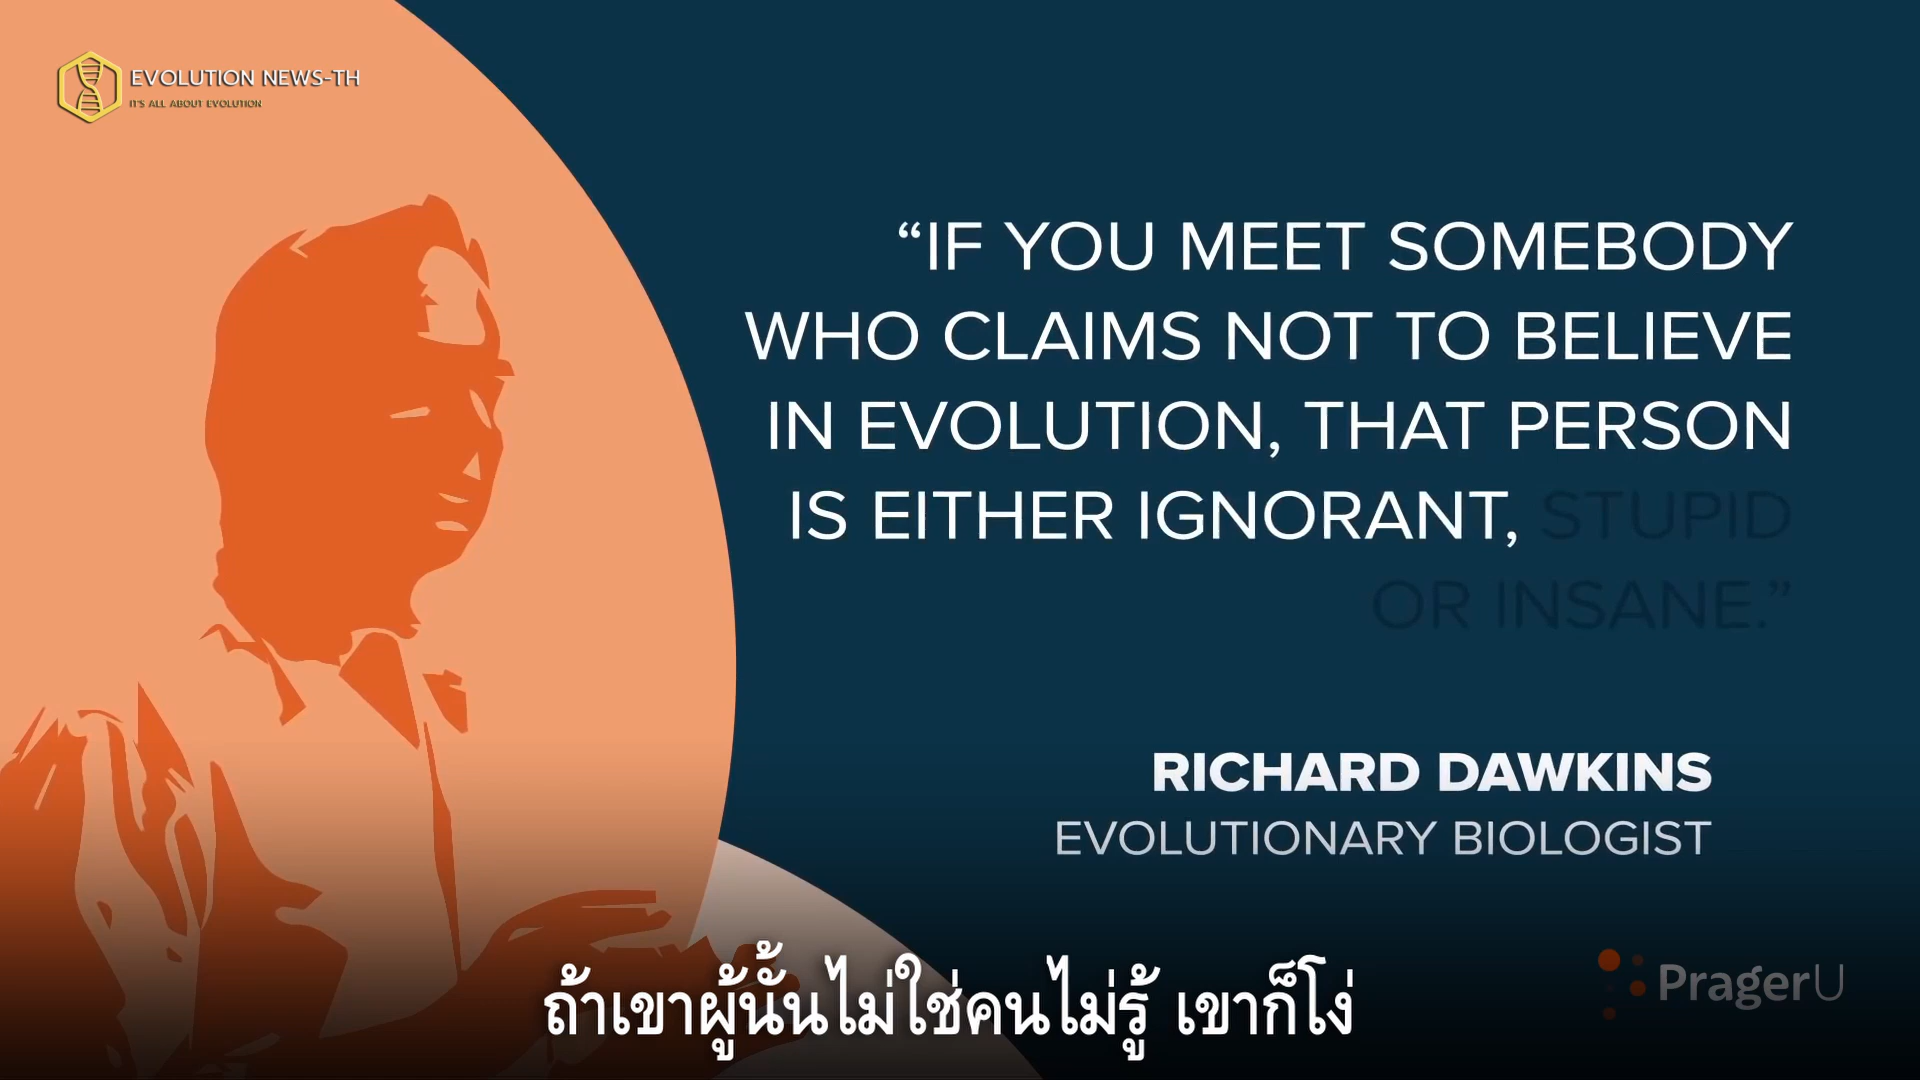 EVOLUTION NEWS-TH
IT'S ALL ABOUT EVOLUTION
“IF YOU MEET SOMEBODY
WHO CLAIMS NOT TO BELIEVE
IN EVOLUTION, THAT PERSON
IS EITHER IGNORANT, STUPID
OR INSANE.”
RICHARD DAWKINS
EVOLUTIONARY BIOLOGIST
PragerU
ถ้าเขาผู้นั้นไม่ใช่คนไม่รู้ เขาก็โง่